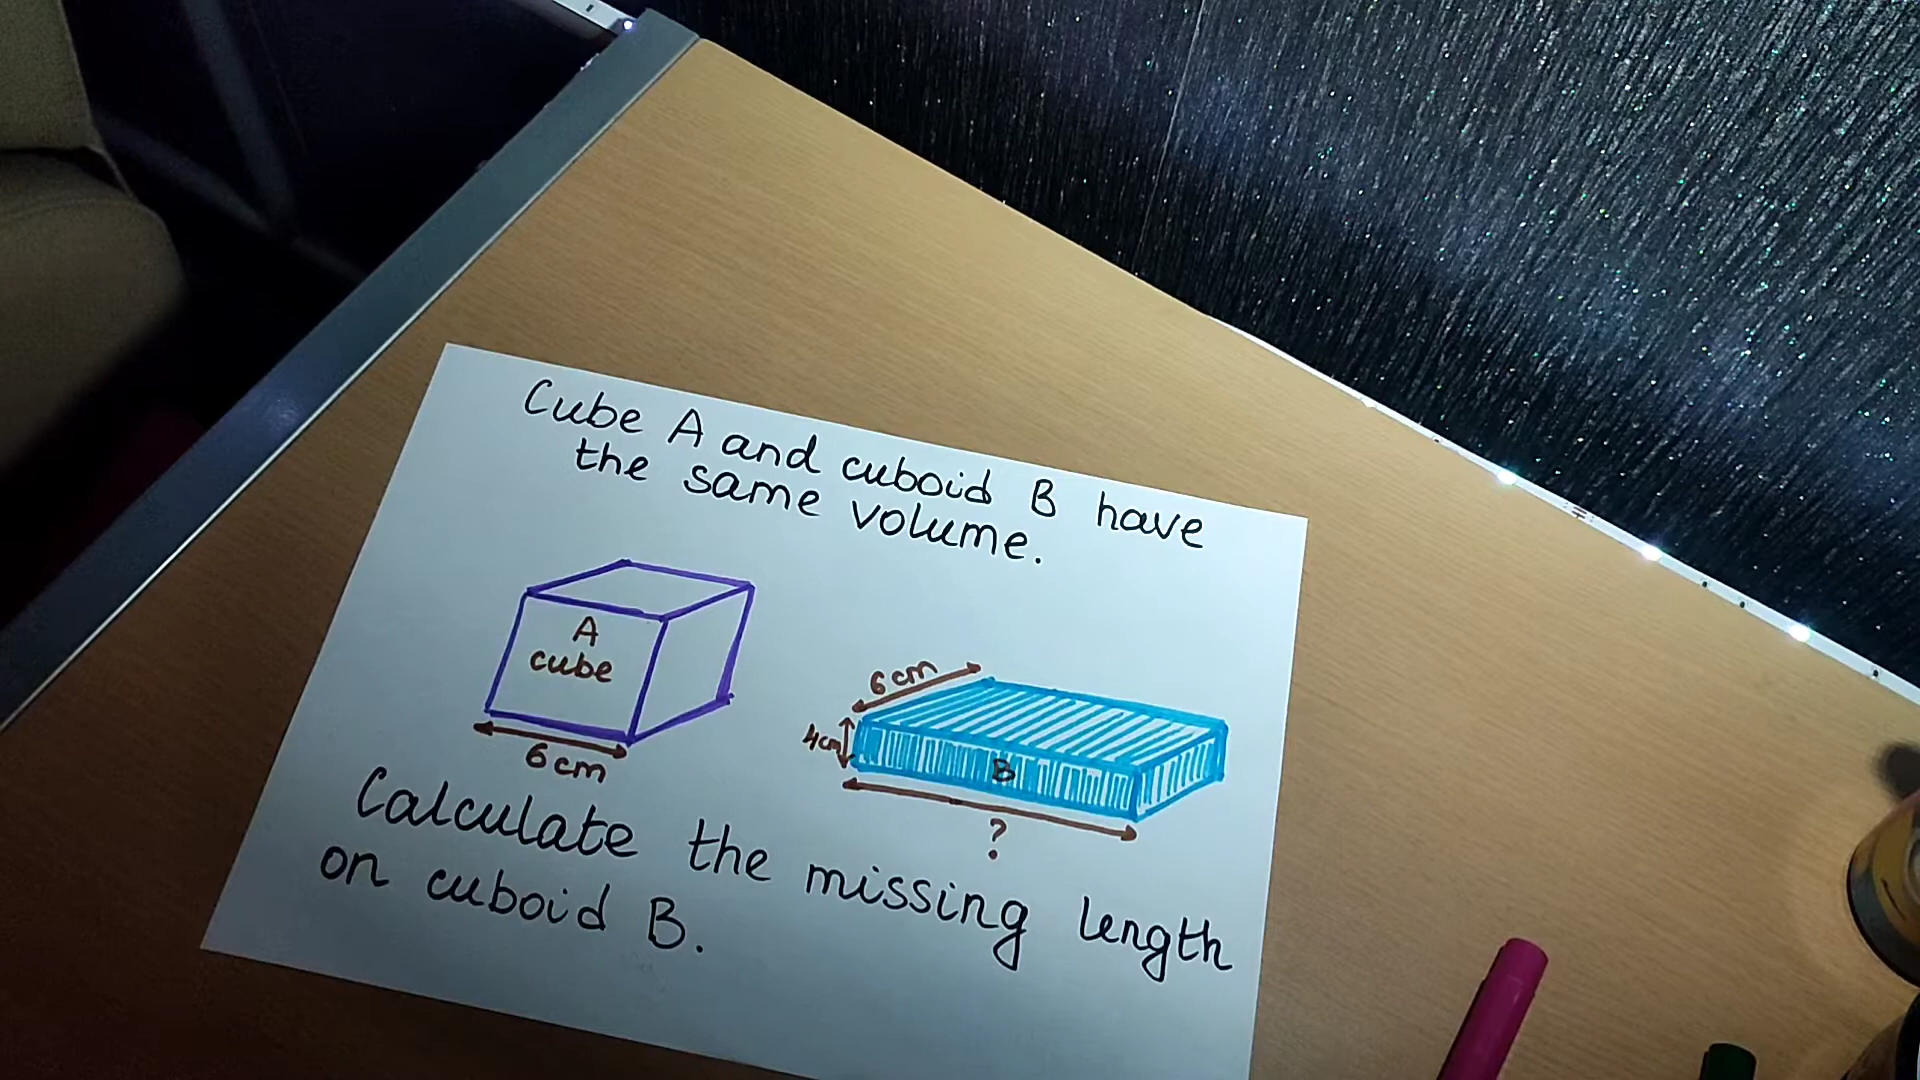 Cube A and cuboid B have
the same volume.
A
cube
6 cm
6 cm
4cm
B
?
Calculate the missing length
on cuboid B.